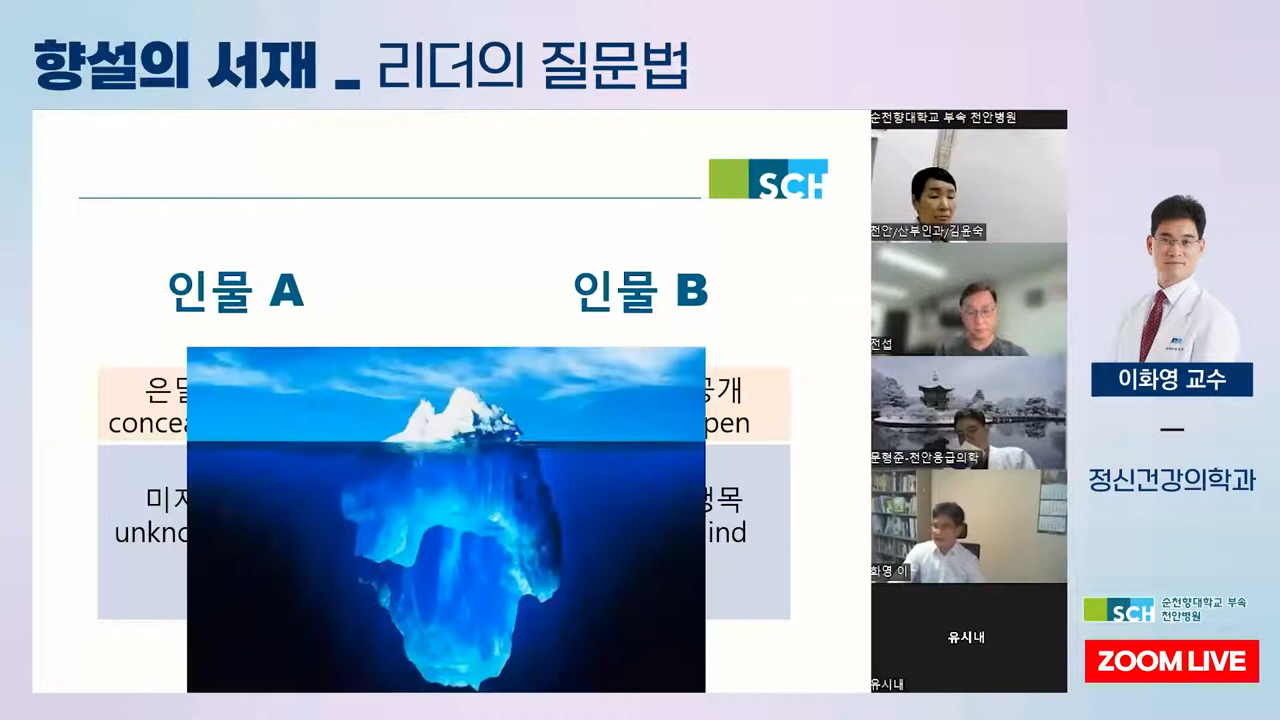 향설의 서재 _ 리더의 질문법
SCH
인물 A
인물 B
은
concea
공개
pen
미지
unkno
맹목
ind
순천향대학교 부속 천안병원
천안/산부인과/김윤숙
전섭
문형준-천안응급의학
화영 이
유시내
유시내
이화영 교수
정신건강의학과
SCH
순천향대학교 부속
천안병원
ZOOM LIVE